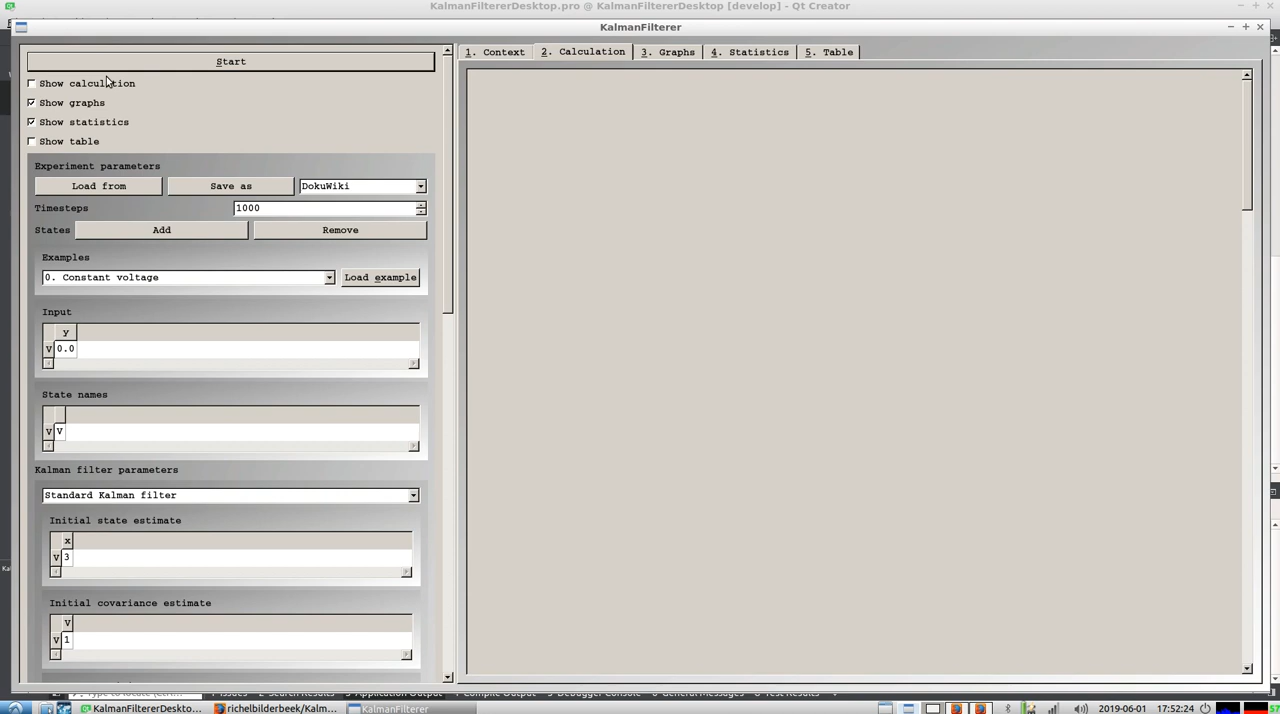 KalmanFiltererDesktop.pro @ KalmanFiltererDesktop [develop] - Qt Creator
KalmanFilterer
Start
Show calculation
Show graphs
Show statistics
Show table
Experiment parameters
Load from Save as DokuWiki
Timesteps 1000
States Add Remove
Examples
0. Constant voltage Load example
Input
y
V 0.0
State names
V V
Kalman filter parameters
Standard Kalman filter
Initial state estimate
x
V 3
Initial covariance estimate
V
V 1
1. Context 2. Calculation 3. Graphs 4. Statistics 5. Table
KalmanFiltererDeskto... richelbilderbeek/Kalm... KalmanFilterer 2019-06-01 17:52:24